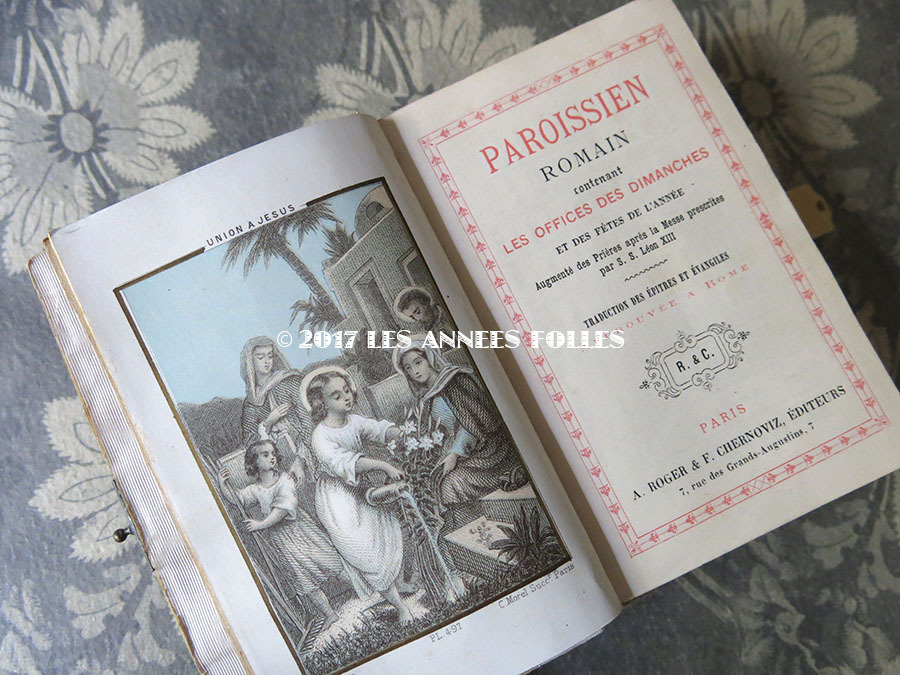 UNION A JESUS
Pl. 497
C. Morel Succr. Paris
PAROISSIEN
ROMAIN
contenant
LES OFFICES DES DIMANCHES
ET DES FÊTES DE L'ANNÉE
Augmenté des Prières après la Messe prescrites
par S. S. Léon XIII
TRADUCTION DES ÉPITRES ET ÉVANGILES
A ROME
R. & C.
PARIS
A. ROGER & F. CHERNOVIZ, ÉDITEURS
7, rue des Grands-Augustins, 7
© 2017 LES ANNEES FOLLES